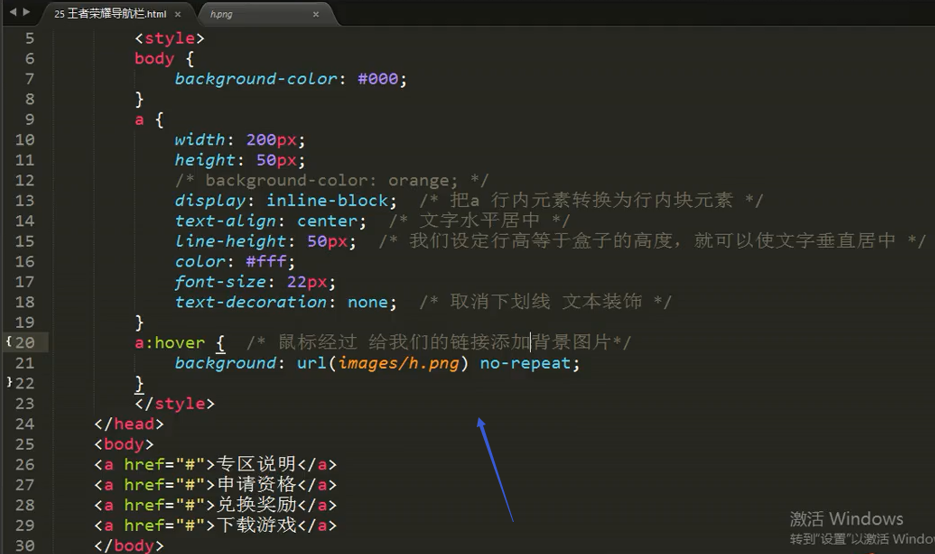 25 王者荣耀导航栏.html × h.png ×
5 <style>
6 body {
7 background-color: #000;
8 }
9 a {
10 width: 200px;
11 height: 50px;
12 /* background-color: orange; */
13 display: inline-block; /* 把a 行内元素转换为行内块元素 */
14 text-align: center; /* 文字水平居中 */
15 line-height: 50px; /* 我们设定行高等于盒子的高度，就可以使文字垂直居中 */
16 color: #fff;
17 font-size: 22px;
18 text-decoration: none; /* 取消下划线 文本装饰 */
19 }
{20 a:hover { /* 鼠标经过 给我们的链接添加背景图片*/
21 background: url(images/h.png) no-repeat;
}22 }
23 </style>
24 </head>
25 <body>
26 <a href="#">专区说明</a>
27 <a href="#">申请资格</a>
28 <a href="#">兑换奖励</a>
29 <a href="#">下载游戏</a>
30 </body>
激活 Windows
转到"设置"以激活 Windo